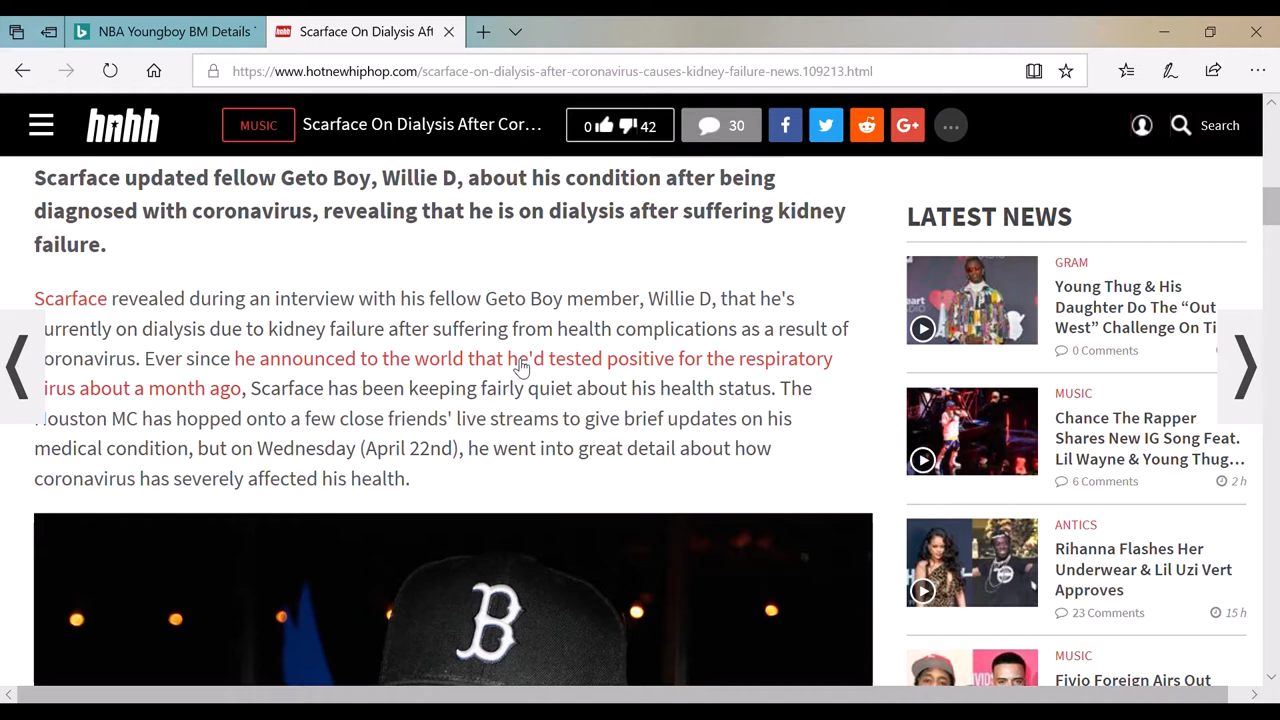 NBA Youngboy BM Details
Scarface On Dialysis Aft
https://www.hotnewhiphop.com/scarface-on-dialysis-after-coronavirus-causes-kidney-failure-news.109213.html
hnhh
MUSIC
Scarface On Dialysis After Cor...
0
42
30
G+
Search
Scarface updated fellow Geto Boy, Willie D, about his condition after being
diagnosed with coronavirus, revealing that he is on dialysis after suffering kidney
failure.
Scarface revealed during an interview with his fellow Geto Boy member, Willie D, that he's
urrently on dialysis due to kidney failure after suffering from health complications as a result of
oronavirus. Ever since he announced to the world that he'd tested positive for the respiratory
irus about a month ago, Scarface has been keeping fairly quiet about his health status. The
Houston MC has hopped onto a few close friends' live streams to give brief updates on his
medical condition, but on Wednesday (April 22nd), he went into great detail about how
coronavirus has severely affected his health.
B
LATEST NEWS
GRAM
Young Thug & His
Daughter Do The “Out
West” Challenge On Ti
0 Comments
MUSIC
Chance The Rapper
Shares New IG Song Feat.
Lil Wayne & Young Thug...
6 Comments
2 h
ANTICS
Rihanna Flashes Her
Underwear & Lil Uzi Vert
Approves
23 Comments
15 h
MUSIC
Fivio Foreign Airs Out